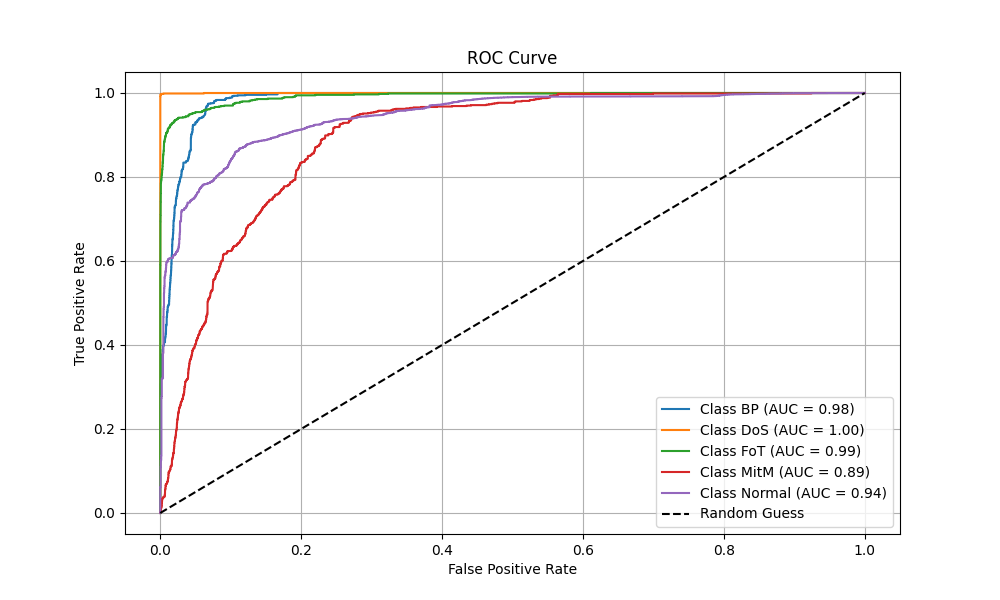 ROC Curve
True Positive Rate
1.0
0.8
0.6
0.4
0.2
0.0
0.0 0.2 0.4 0.6 0.8 1.0
False Positive Rate
Class BP (AUC = 0.98)
Class DoS (AUC = 1.00)
Class FoT (AUC = 0.99)
Class MitM (AUC = 0.89)
Class Normal (AUC = 0.94)
Random Guess